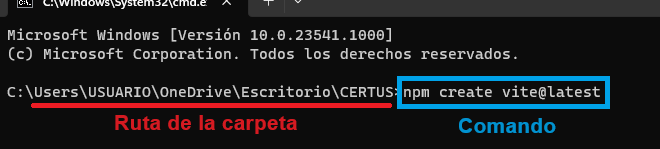 C:\Windows\System32\cmd.e
Microsoft Windows [Versión 10.0.23541.1000]
(c) Microsoft Corporation. Todos los derechos reservados.
C:\Users\USUARIO\OneDrive\Escritorio\CERTUS>npm create vite@latest
Ruta de la carpeta
Comando